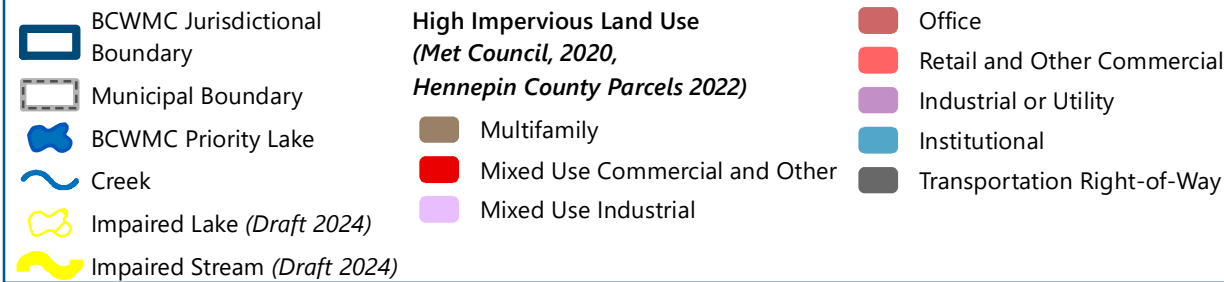 BCWMC Jurisdictional
Boundary
Municipal Boundary
BCWMC Priority Lake
Creek
Impaired Lake (Draft 2024)
Impaired Stream (Draft 2024)
High Impervious Land Use
(Met Council, 2020,
Hennepin County Parcels 2022)
Multifamily
Mixed Use Commercial and Other
Mixed Use Industrial
Office
Retail and Other Commercial
Industrial or Utility
Institutional
Transportation Right-of-Way